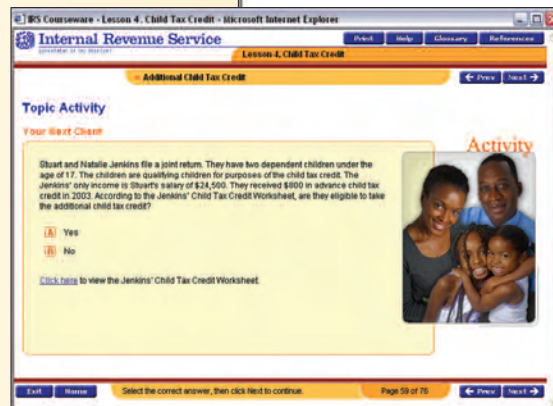 IRS Courseware - Lesson 4, Child Tax Credit - Microsoft Internet Explorer
Internal Revenue Service
Print Help Glossary References
Lesson 4, Child Tax Credit
Additional Child Tax Credit
← Prev Next →
Topic Activity
Your Next Client
Activity
Stuart and Natalie Jenkins file a joint return. They have two dependent children under the
age of 17. The children are qualifying children for purposes of the child tax credit. The
Jenkins' only income is Stuart's salary of $24,500. They received $800 in advance child tax
credit in 2003. According to the Jenkins' Child Tax Credit Worksheet, are they eligible to take
the additional child tax credit?
A Yes
B No
Click here to view the Jenkins' Child Tax Credit Worksheet.
Exit Home Select the correct answer, then click Next to continue. Page 59 of 76 ← Prev Next →